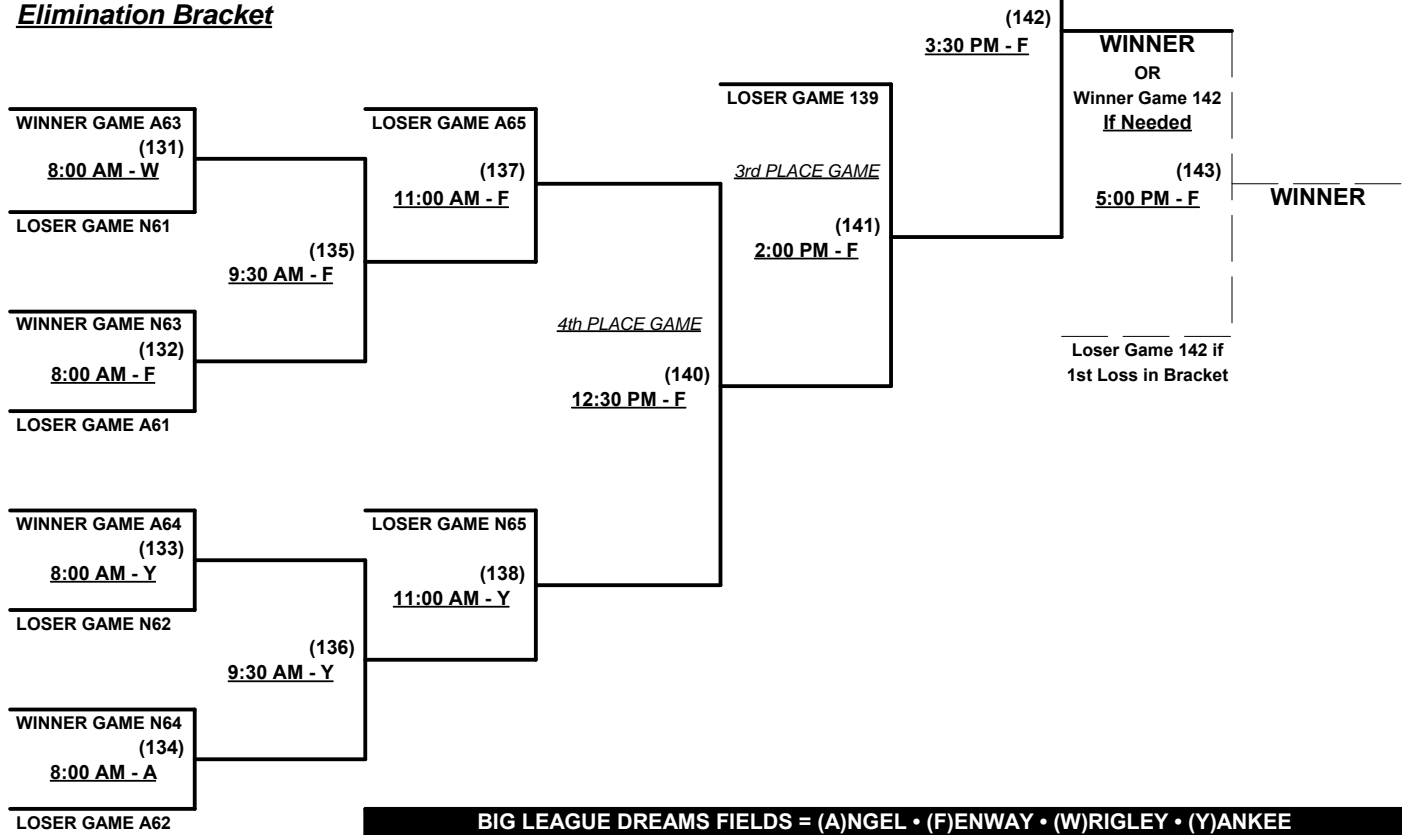 Elimination Bracket
(142)
3:30 PM - F
WINNER
OR
Winner Game 142
If Needed
(143)
5:00 PM - F
WINNER
Loser Game 142 if
1st Loss in Bracket
LOSER GAME 139
3rd PLACE GAME
(141)
2:00 PM - F
WINNER GAME A63
(131)
8:00 AM - W
LOSER GAME N61
LOSER GAME A65
(137)
11:00 AM - F
(135)
9:30 AM - F
WINNER GAME N63
(132)
8:00 AM - F
LOSER GAME A61
4th PLACE GAME
(140)
12:30 PM - F
WINNER GAME A64
(133)
8:00 AM - Y
LOSER GAME N62
LOSER GAME N65
(138)
11:00 AM - Y
(136)
9:30 AM - Y
WINNER GAME N64
(134)
8:00 AM - A
LOSER GAME A62
BIG LEAGUE DREAMS FIELDS = (A)NGEL • (F)ENWAY • (W)RIGLEY • (Y)ANKEE